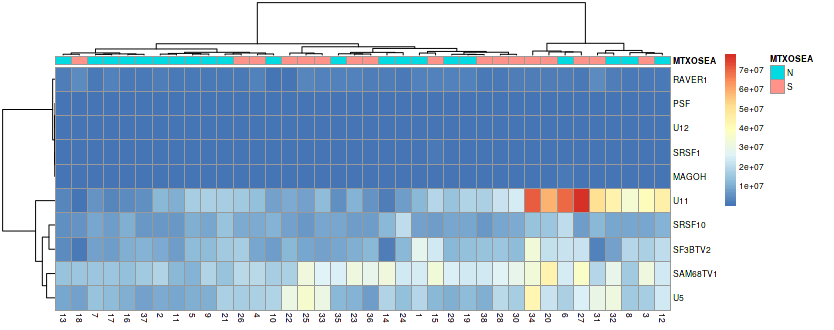 MTXOSEA
RAVER1
PSF
U12
SRSF1
MAGOH
U11
SRSF10
SF3BTV2
SAM68TV1
U5
13 18 7 17 16 37 2 11 5 9 21 26 4 10 22 25 33 35 23 36 14 24 1 15 29 19 38 28 30 34 20 6 27 31 32 8 3 12
7e+07
6e+07
5e+07
4e+07
3e+07
2e+07
1e+07
MTXOSEA
N
S